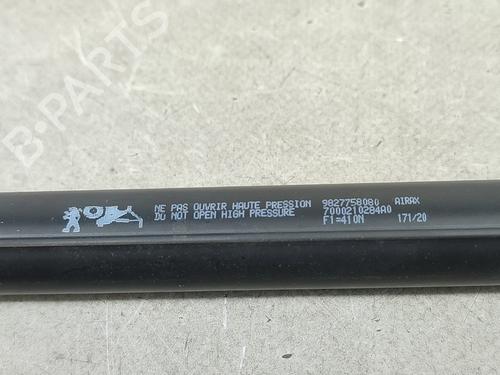 B-PARTS
NE PAS OUVRIR HAUTE PRESSION 9827758080 AIRAX
DO NOT OPEN HIGH PRESSURE 7000210284A0
F1=410N 171/20